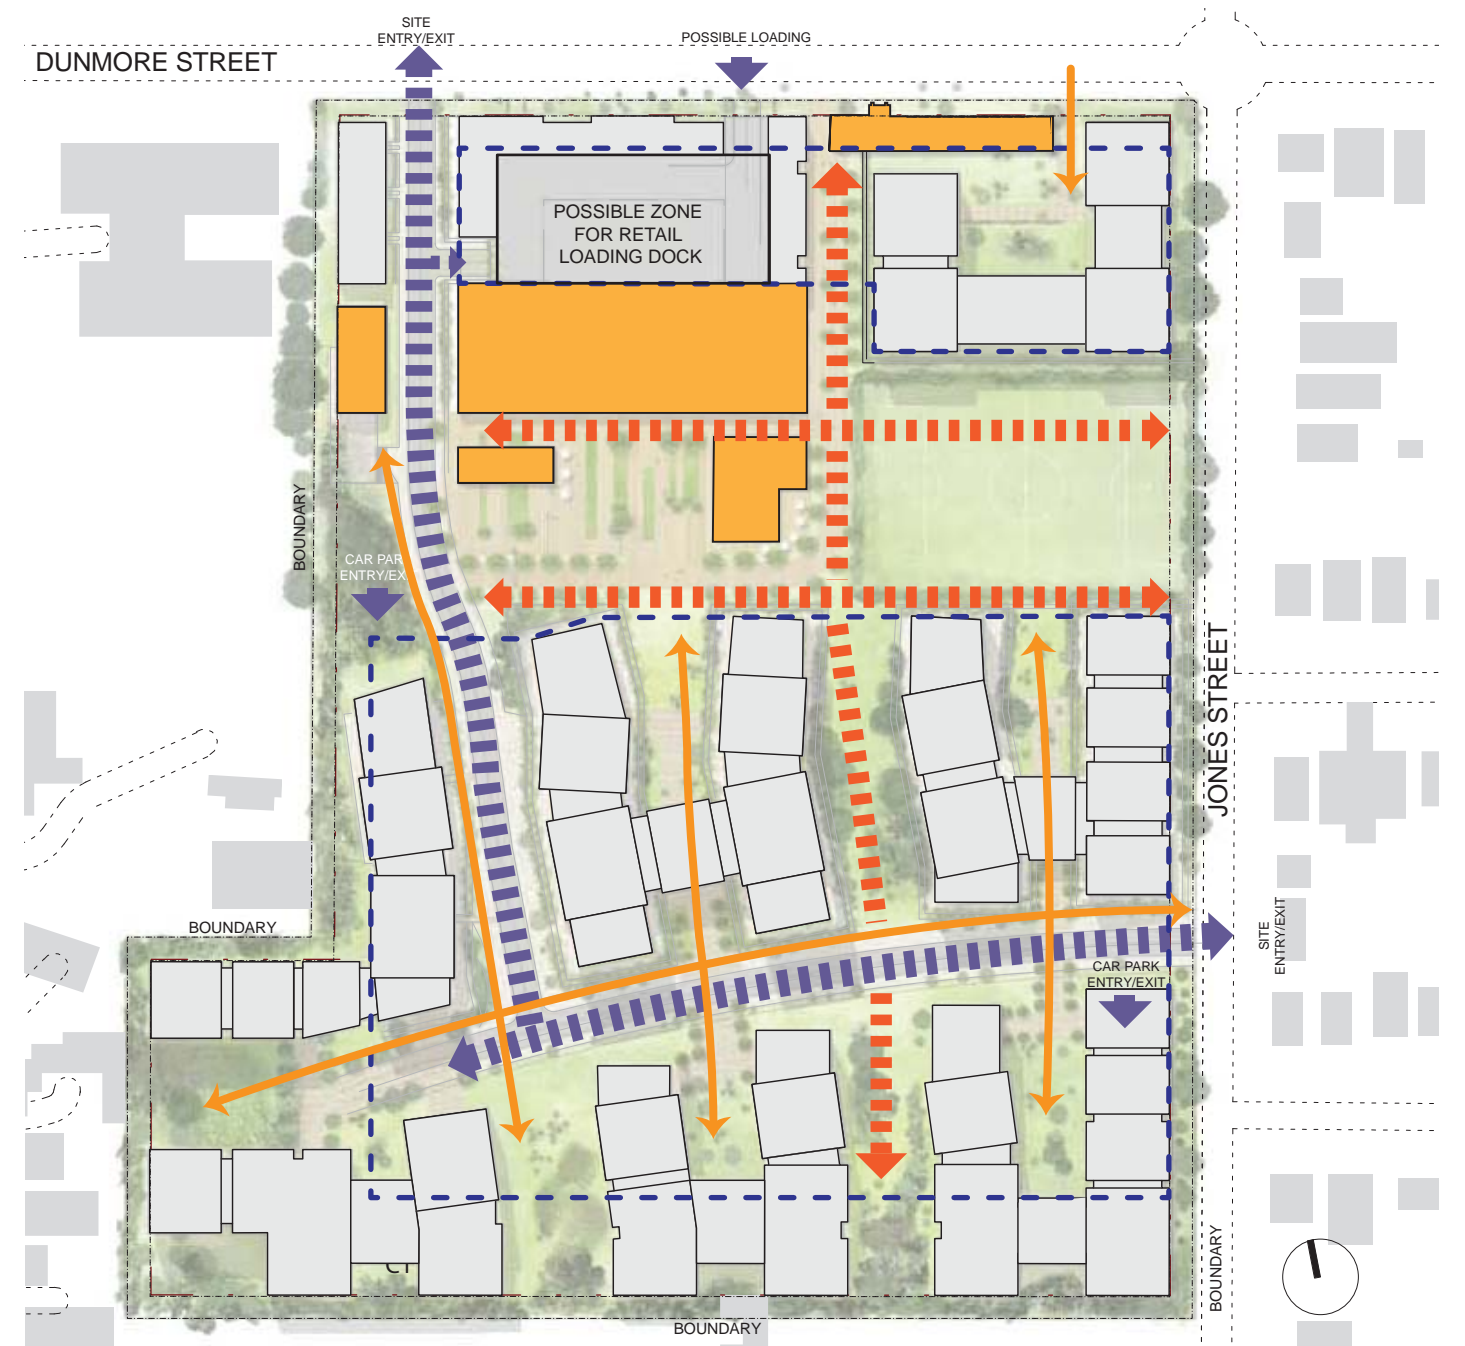 SITE
ENTRY/EXIT
POSSIBLE LOADING
DUNMORE STREET
POSSIBLE ZONE
FOR RETAIL
LOADING DOCK
BOUNDARY
CAR PAR
ENTRY/EX
JONES STREET
BOUNDARY
SITE
ENTRY/EXIT
CAR PARK
ENTRY/EXIT
BOUNDARY
BOUNDARY